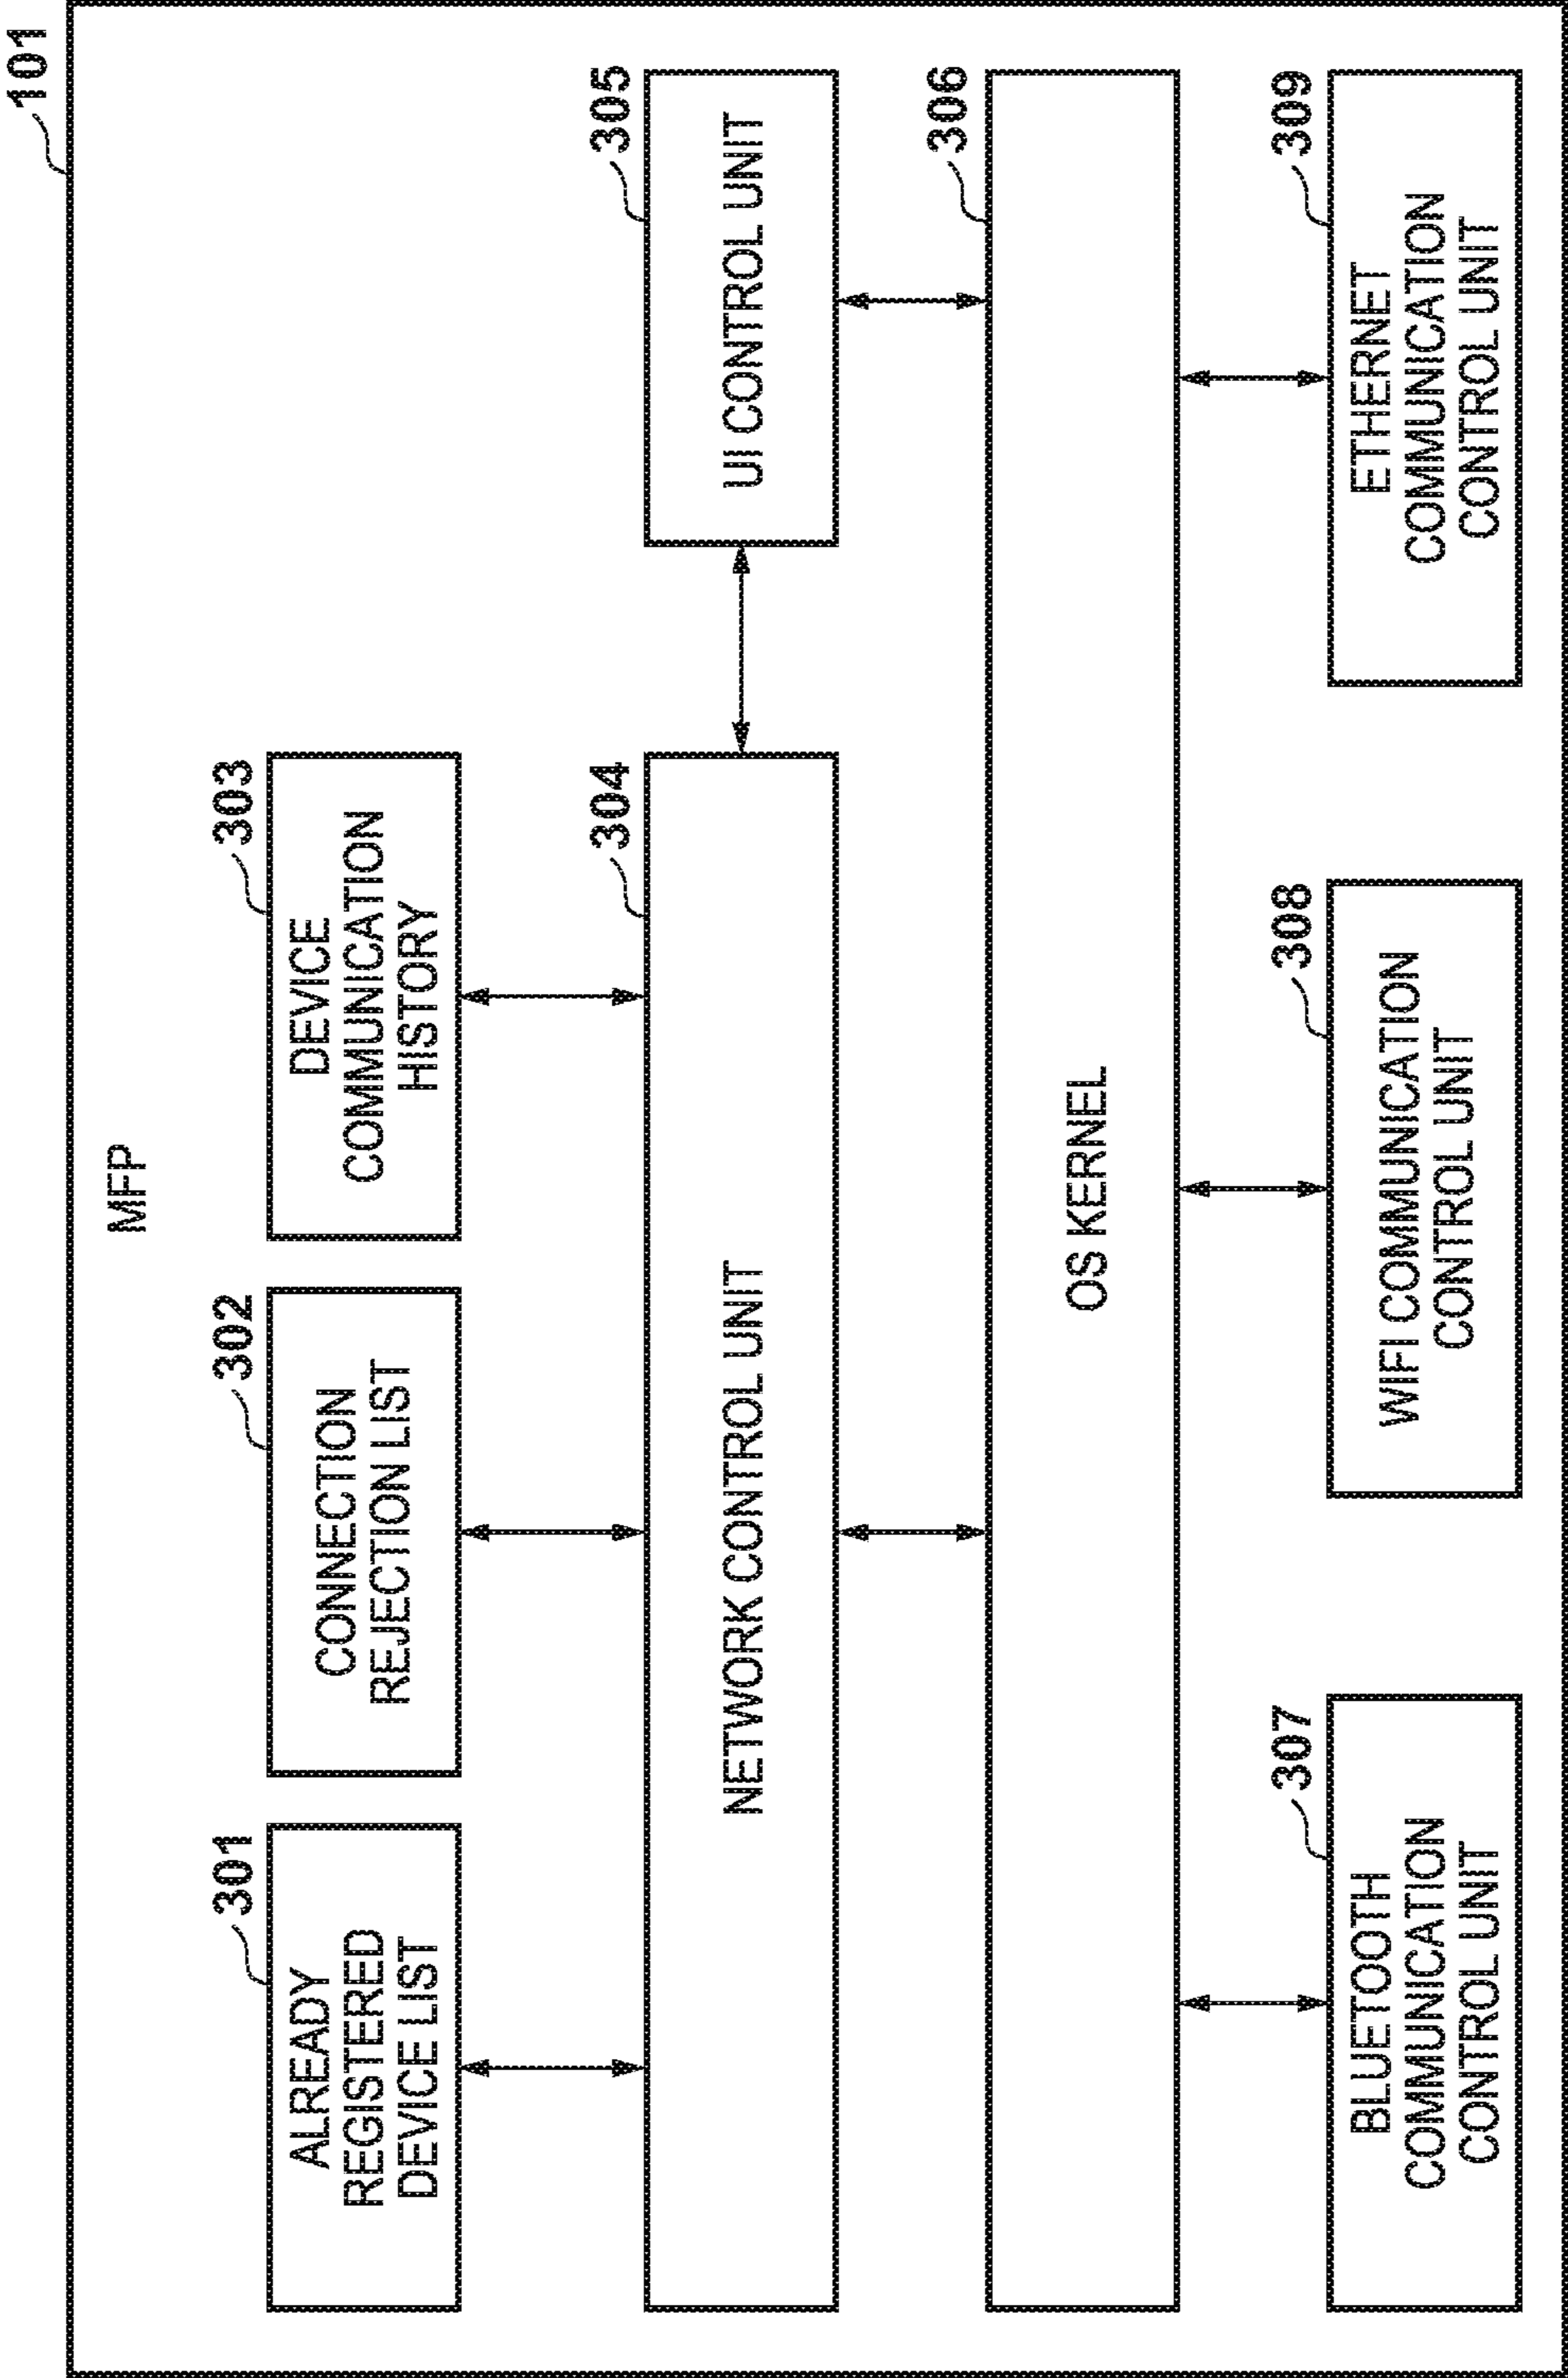 101
MFP
301
ALREADY
REGISTERED
DEVICE LIST
302
CONNECTION
REJECTION LIST
303
DEVICE
COMMUNICATION
HISTORY
304
NETWORK CONTROL UNIT
305
UI CONTROL UNIT
306
OS KERNEL
307
BLUETOOTH
COMMUNICATION
CONTROL UNIT
308
WIFI COMMUNICATION
CONTROL UNIT
309
ETHERNET
COMMUNICATION
CONTROL UNIT